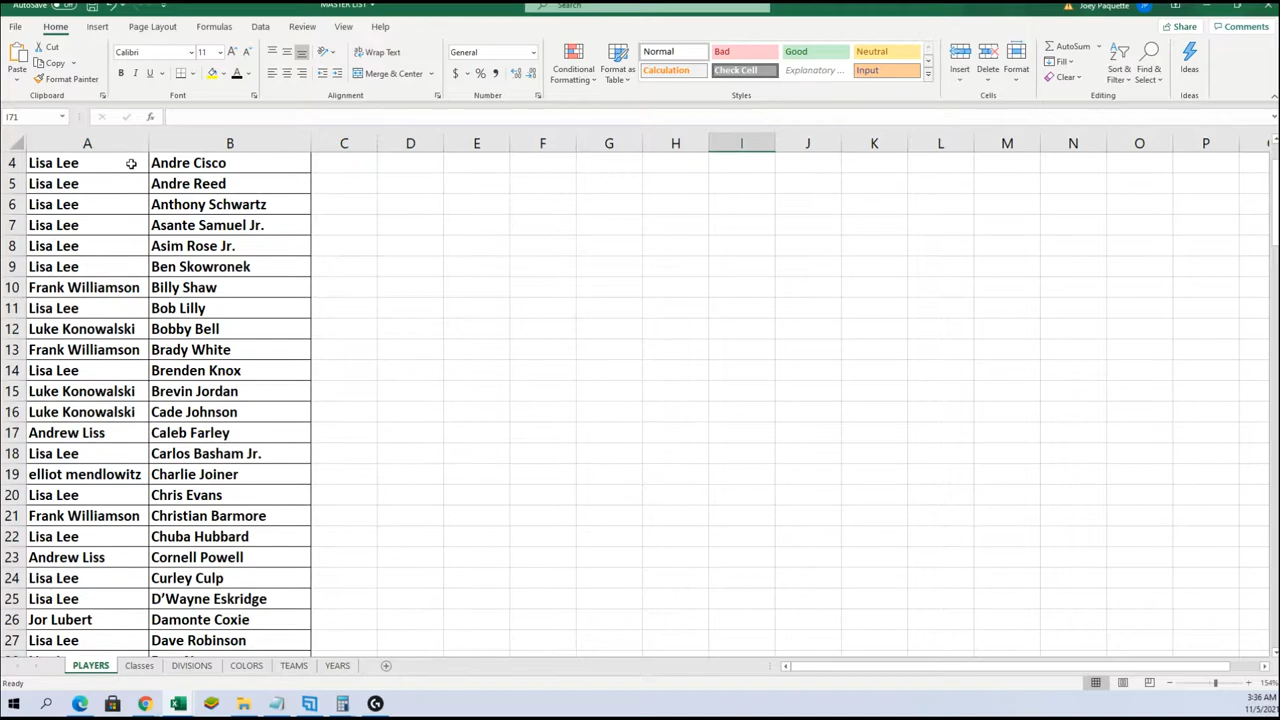 AutoSave
MASTER LIST
Search
Joey Paquette
File Home Insert Page Layout Formulas Data Review View Help
Share Comments
Paste
Cut
Copy
Format Painter
Clipboard
Calibri 11
Font
Wrap Text
Merge & Center
Alignment
General
Number
Conditional Formatting
Format as Table
Normal Bad Good Neutral
Calculation Check Cell Explanatory ... Input
Styles
Insert Delete Format
Cells
AutoSum
Fill
Clear
Sort & Filter
Find & Select
Editing
Ideas
Ideas
I71
fx
A B C D E F G H I J K L M N O P
4 Lisa Lee Andre Cisco
5 Lisa Lee Andre Reed
6 Lisa Lee Anthony Schwartz
7 Lisa Lee Asante Samuel Jr.
8 Lisa Lee Asim Rose Jr.
9 Lisa Lee Ben Skowronek
10 Frank Williamson Billy Shaw
11 Lisa Lee Bob Lilly
12 Luke Konowalski Bobby Bell
13 Frank Williamson Brady White
14 Lisa Lee Brenden Knox
15 Luke Konowalski Brevin Jordan
16 Luke Konowalski Cade Johnson
17 Andrew Liss Caleb Farley
18 Lisa Lee Carlos Basham Jr.
19 elliot mendlowitz Charlie Joiner
20 Lisa Lee Chris Evans
21 Frank Williamson Christian Barmore
22 Lisa Lee Chuba Hubbard
23 Andrew Liss Cornell Powell
24 Lisa Lee Curley Culp
25 Lisa Lee D’Wayne Eskridge
26 Jor Lubert Damonte Coxie
27 Lisa Lee Dave Robinson
PLAYERS Classes DIVISIONS COLORS TEAMS YEARS
Ready
154%
3:36 AM
11/5/2021